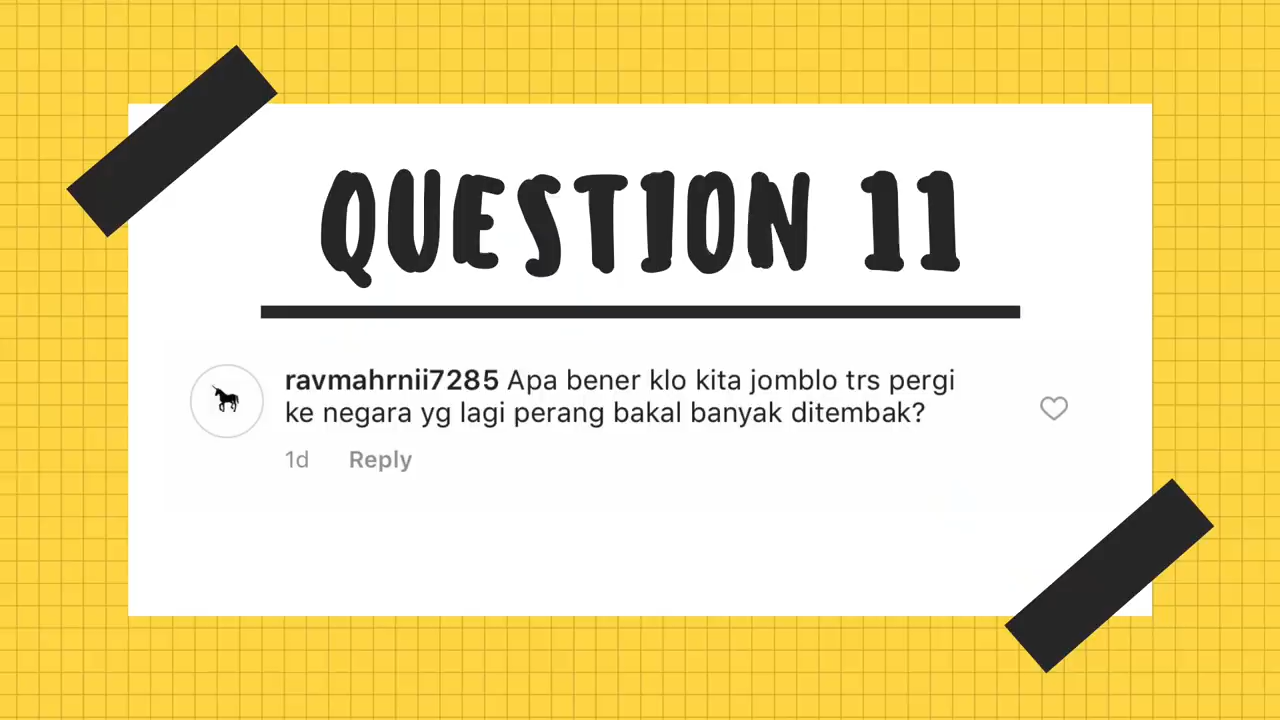 QUESTION 11
ravmahrnii7285 Apa bener klo kita jomblo trs pergi
ke negara yg lagi perang bakal banyak ditembak?
1d Reply